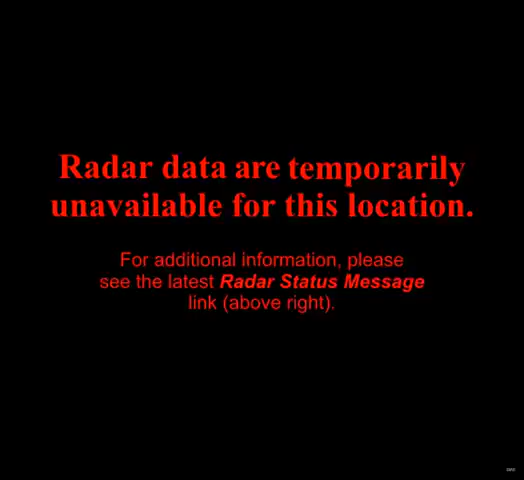 Radar data are temporarily
unavailable for this location.
For additional information, please
see the latest Radar Status Message
link (above right).